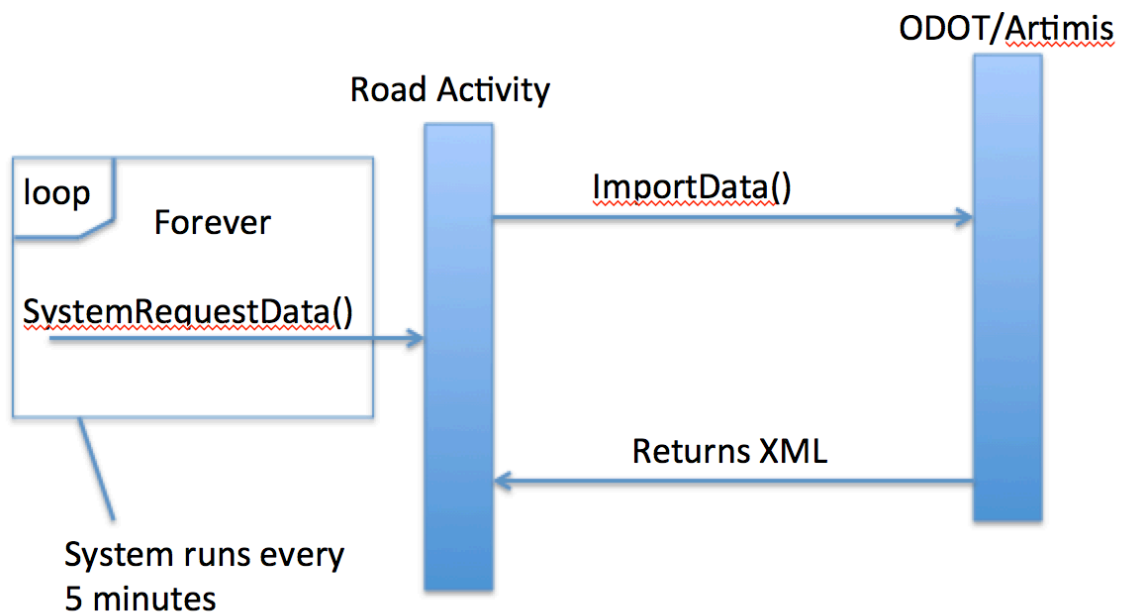 ODOT/Artimis
Road Activity
loop
Forever
ImportData()
SystemRequestData()
Returns XML
System runs every
5 minutes